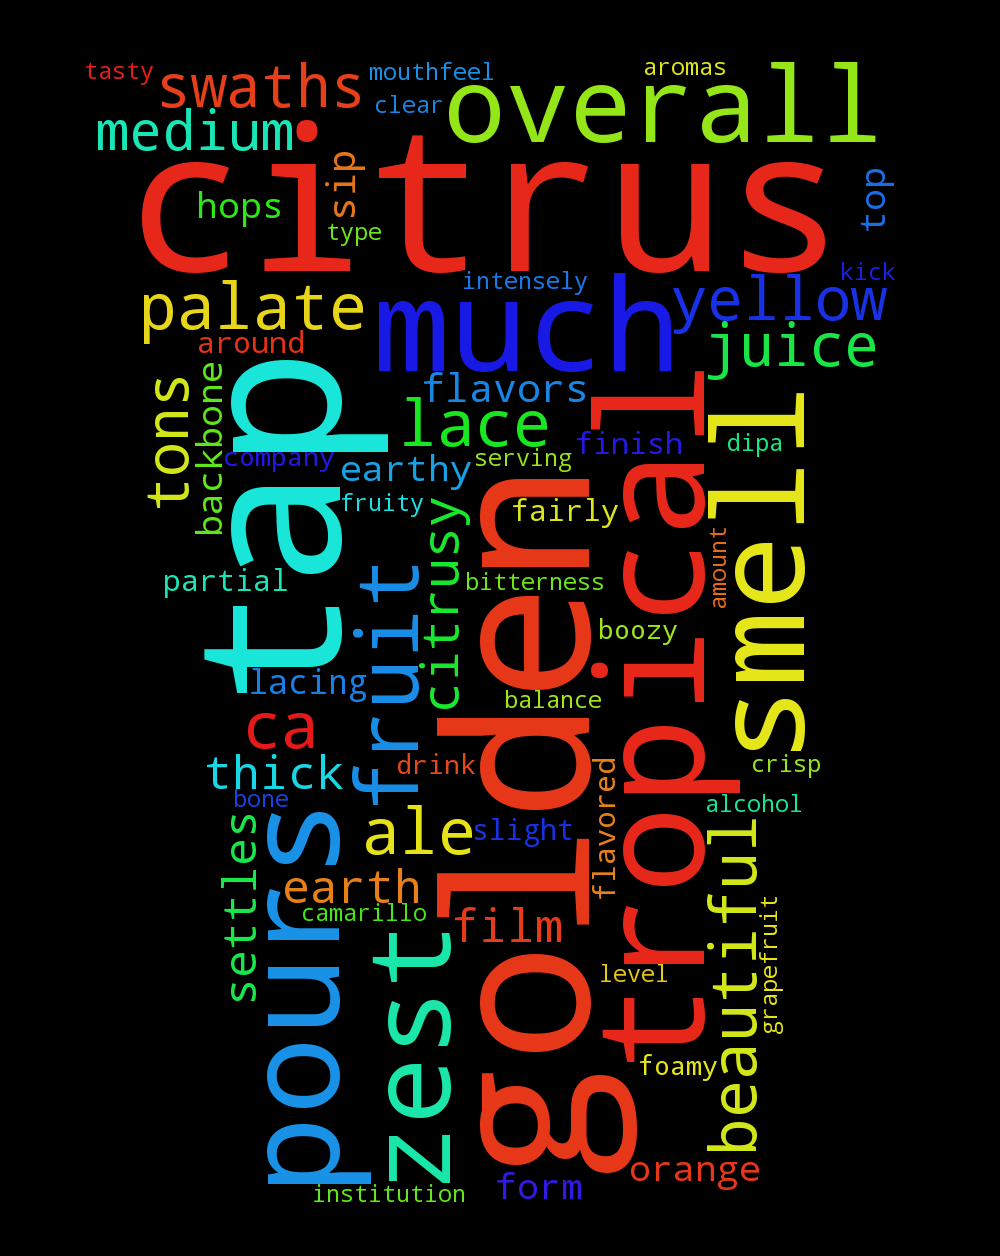 tasty
swaths
mouthfeel
aromas
overall
clear
medium
citrus
sip
top
hops
type
kick
intensely
palate
much
yellow
around
juice
tap
tons
backbone
flavors
tropical
lace
smell
finish
dipa
company
earthy
serving
golden
fruity
citrusy
fairly
amount
partial
fruit
bitterness
boozy
lacing
balance
ca
thick
drink
flavored
crisp
bone
alcohol
pours
settles
ale
slight
beautiful
earth
camarillo
film
grapefruit
zest
level
foamy
orange
institution
form